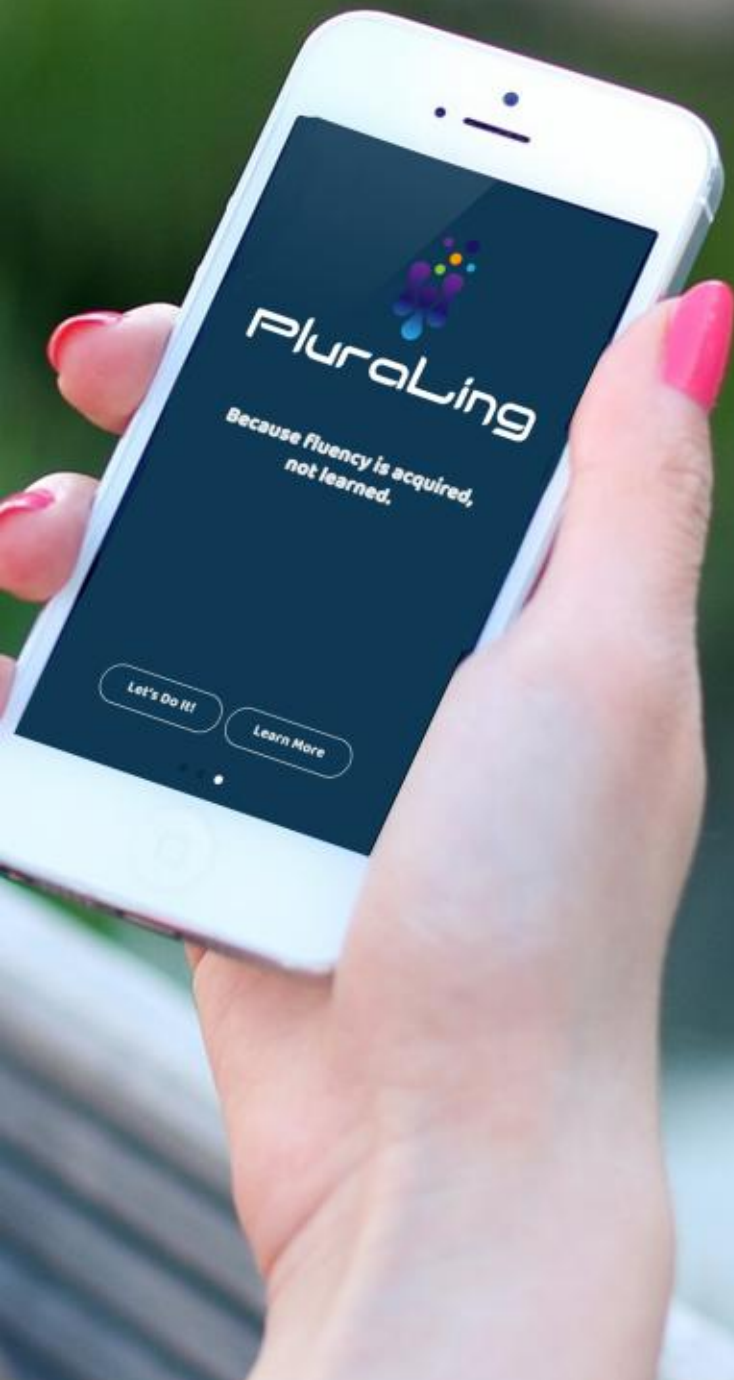 PluraLing
Because fluency is acquired,
not learned.
Let's Do It!
Learn More